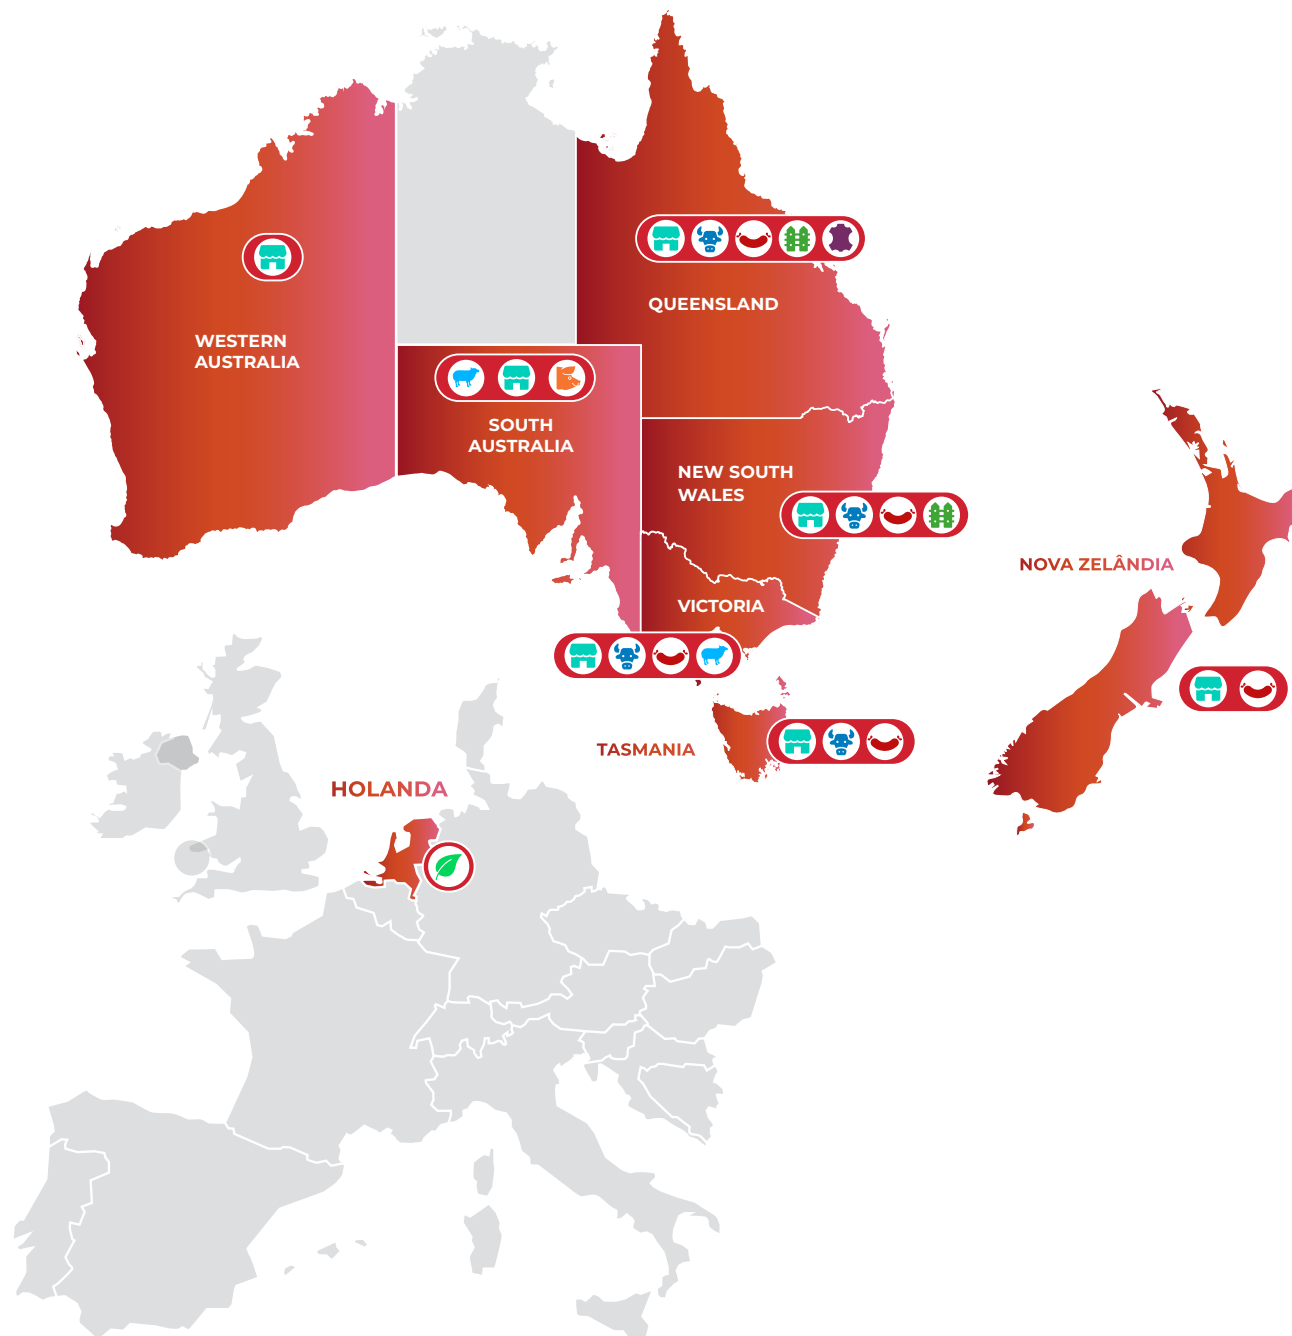 QUEENSLAND
WESTERN
AUSTRALIA
SOUTH
AUSTRALIA
NEW SOUTH
WALES
NOVA ZELÂNDIA
VICTORIA
TASMANIA
HOLANDA